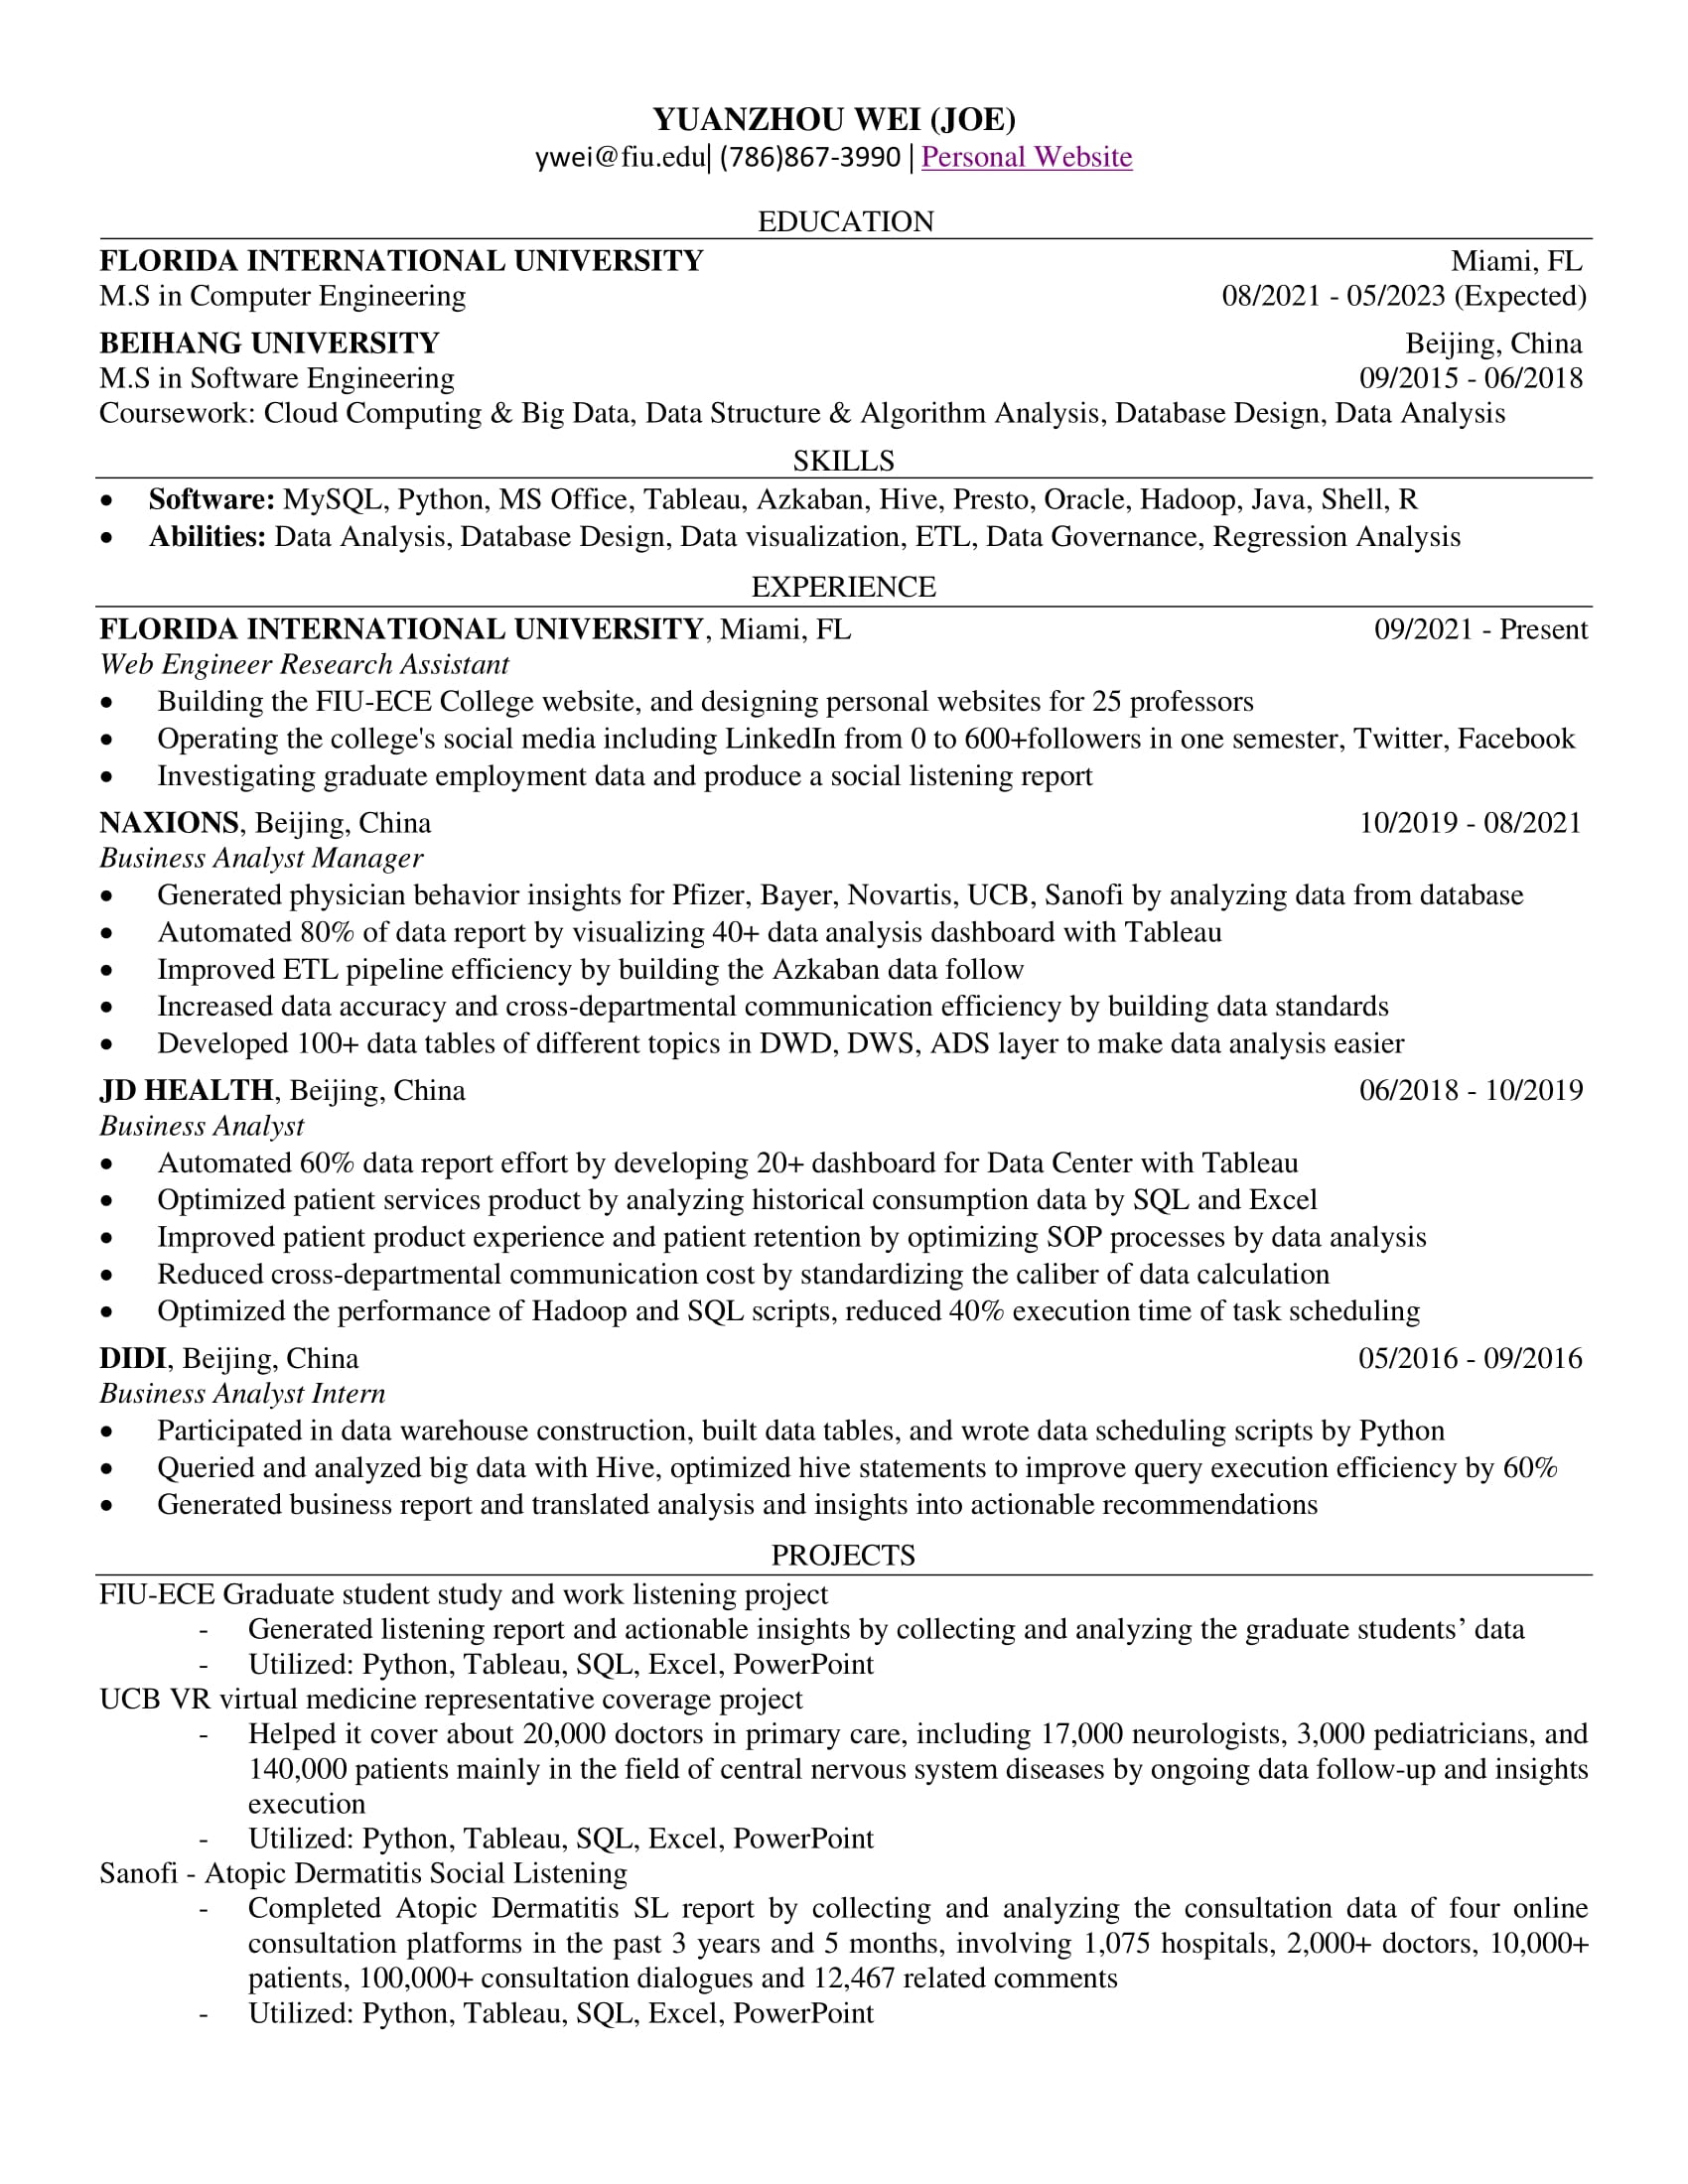 YUANZHOU WEI (JOE)
ywei@fiu.edu| (786)867-3990 | Personal Website
EDUCATION
FLORIDA INTERNATIONAL UNIVERSITY Miami, FL
M.S in Computer Engineering 08/2021 - 05/2023 (Expected)
BEIHANG UNIVERSITY Beijing, China
M.S in Software Engineering 09/2015 - 06/2018
Coursework: Cloud Computing & Big Data, Data Structure & Algorithm Analysis, Database Design, Data Analysis
SKILLS
• Software: MySQL, Python, MS Office, Tableau, Azkaban, Hive, Presto, Oracle, Hadoop, Java, Shell, R
• Abilities: Data Analysis, Database Design, Data visualization, ETL, Data Governance, Regression Analysis
EXPERIENCE
FLORIDA INTERNATIONAL UNIVERSITY, Miami, FL 09/2021 - Present
Web Engineer Research Assistant
• Building the FIU-ECE College website, and designing personal websites for 25 professors
• Operating the college's social media including LinkedIn from 0 to 600+followers in one semester, Twitter, Facebook
• Investigating graduate employment data and produce a social listening report
NAXIONS, Beijing, China 10/2019 - 08/2021
Business Analyst Manager
• Generated physician behavior insights for Pfizer, Bayer, Novartis, UCB, Sanofi by analyzing data from database
• Automated 80% of data report by visualizing 40+ data analysis dashboard with Tableau
• Improved ETL pipeline efficiency by building the Azkaban data follow
• Increased data accuracy and cross-departmental communication efficiency by building data standards
• Developed 100+ data tables of different topics in DWD, DWS, ADS layer to make data analysis easier
JD HEALTH, Beijing, China 06/2018 - 10/2019
Business Analyst
• Automated 60% data report effort by developing 20+ dashboard for Data Center with Tableau
• Optimized patient services product by analyzing historical consumption data by SQL and Excel
• Improved patient product experience and patient retention by optimizing SOP processes by data analysis
• Reduced cross-departmental communication cost by standardizing the caliber of data calculation
• Optimized the performance of Hadoop and SQL scripts, reduced 40% execution time of task scheduling
DIDI, Beijing, China 05/2016 - 09/2016
Business Analyst Intern
• Participated in data warehouse construction, built data tables, and wrote data scheduling scripts by Python
• Queried and analyzed big data with Hive, optimized hive statements to improve query execution efficiency by 60%
• Generated business report and translated analysis and insights into actionable recommendations
PROJECTS
FIU-ECE Graduate student study and work listening project
- Generated listening report and actionable insights by collecting and analyzing the graduate students’ data
- Utilized: Python, Tableau, SQL, Excel, PowerPoint
UCB VR virtual medicine representative coverage project
- Helped it cover about 20,000 doctors in primary care, including 17,000 neurologists, 3,000 pediatricians, and
140,000 patients mainly in the field of central nervous system diseases by ongoing data follow-up and insights
execution
- Utilized: Python, Tableau, SQL, Excel, PowerPoint
Sanofi - Atopic Dermatitis Social Listening
- Completed Atopic Dermatitis SL report by collecting and analyzing the consultation data of four online
consultation platforms in the past 3 years and 5 months, involving 1,075 hospitals, 2,000+ doctors, 10,000+
patients, 100,000+ consultation dialogues and 12,467 related comments
- Utilized: Python, Tableau, SQL, Excel, PowerPoint